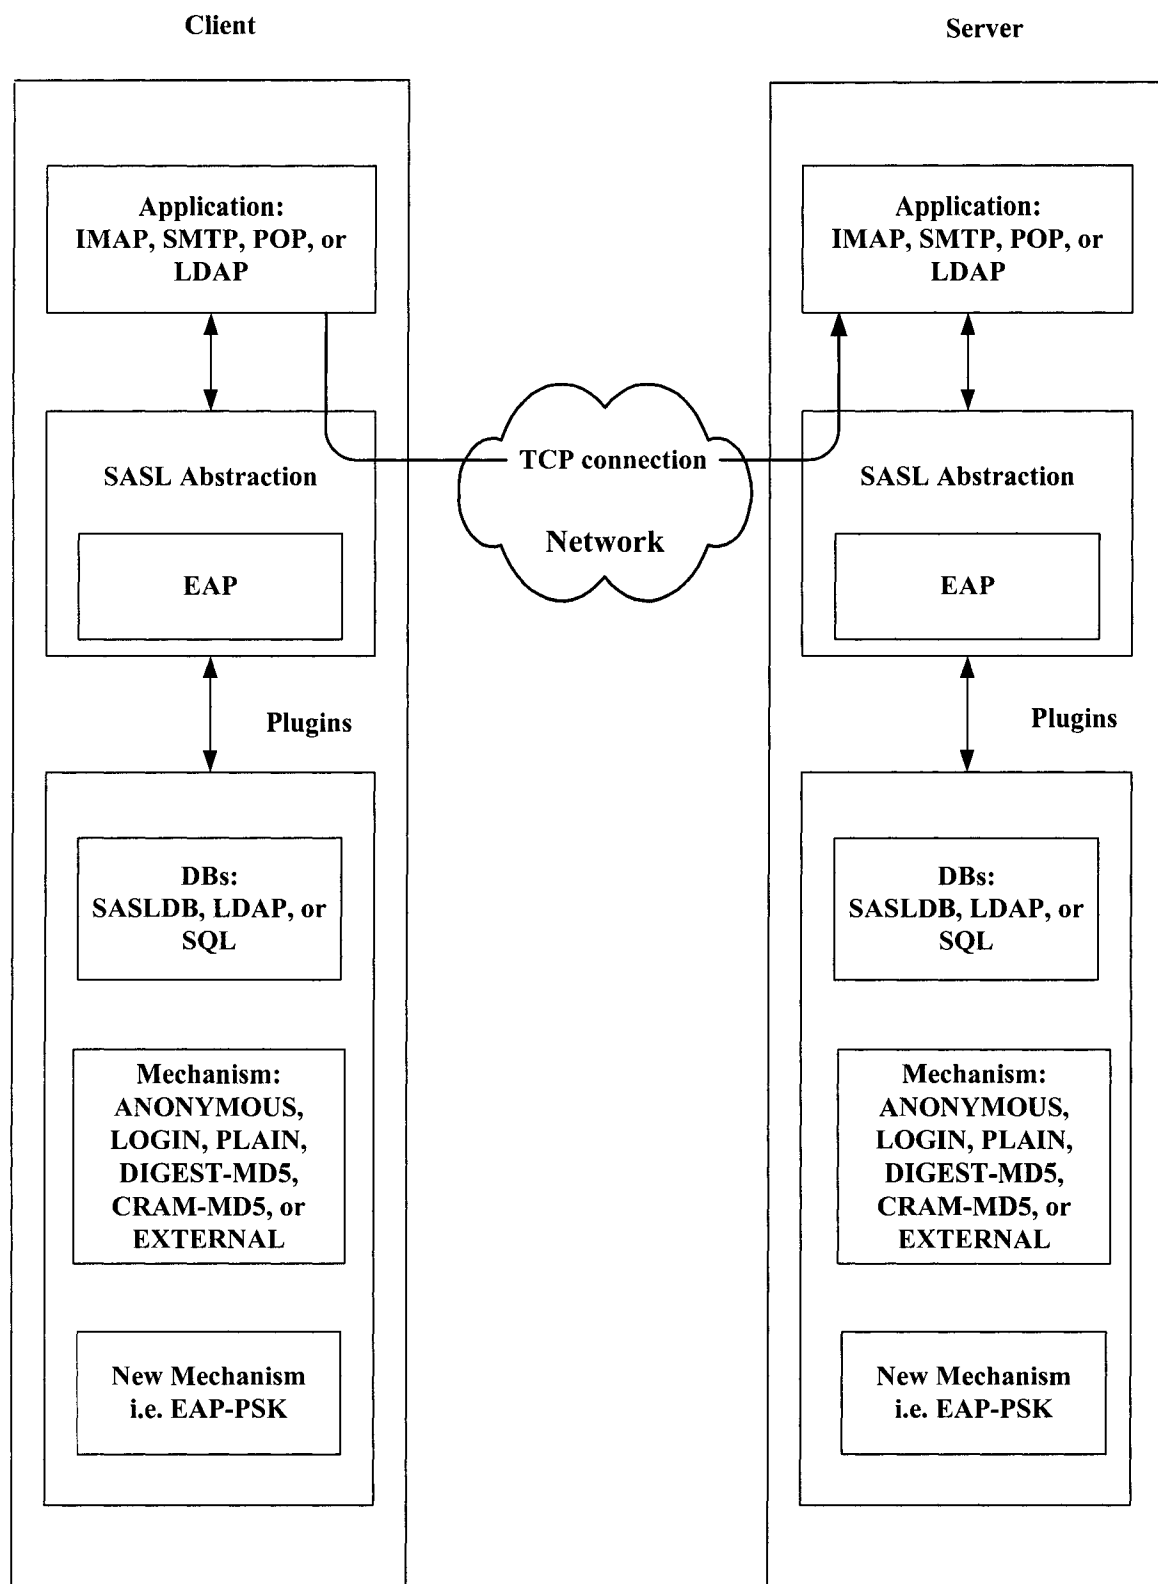 Client
Server
Application:
IMAP, SMTP, POP, or
LDAP
Application:
IMAP, SMTP, POP, or
LDAP
SASL Abstraction
TCP connection
SASL Abstraction
Network
EAP
EAP
Plugins
Plugins
DBs:
SASLDB, LDAP, or
SQL
DBs:
SASLDB, LDAP, or
SQL
Mechanism:
ANONYMOUS,
LOGIN, PLAIN,
DIGEST-MD5,
CRAM-MD5, or
EXTERNAL
Mechanism:
ANONYMOUS,
LOGIN, PLAIN,
DIGEST-MD5,
CRAM-MD5, or
EXTERNAL
New Mechanism
i.e. EAP-PSK
New Mechanism
i.e. EAP-PSK